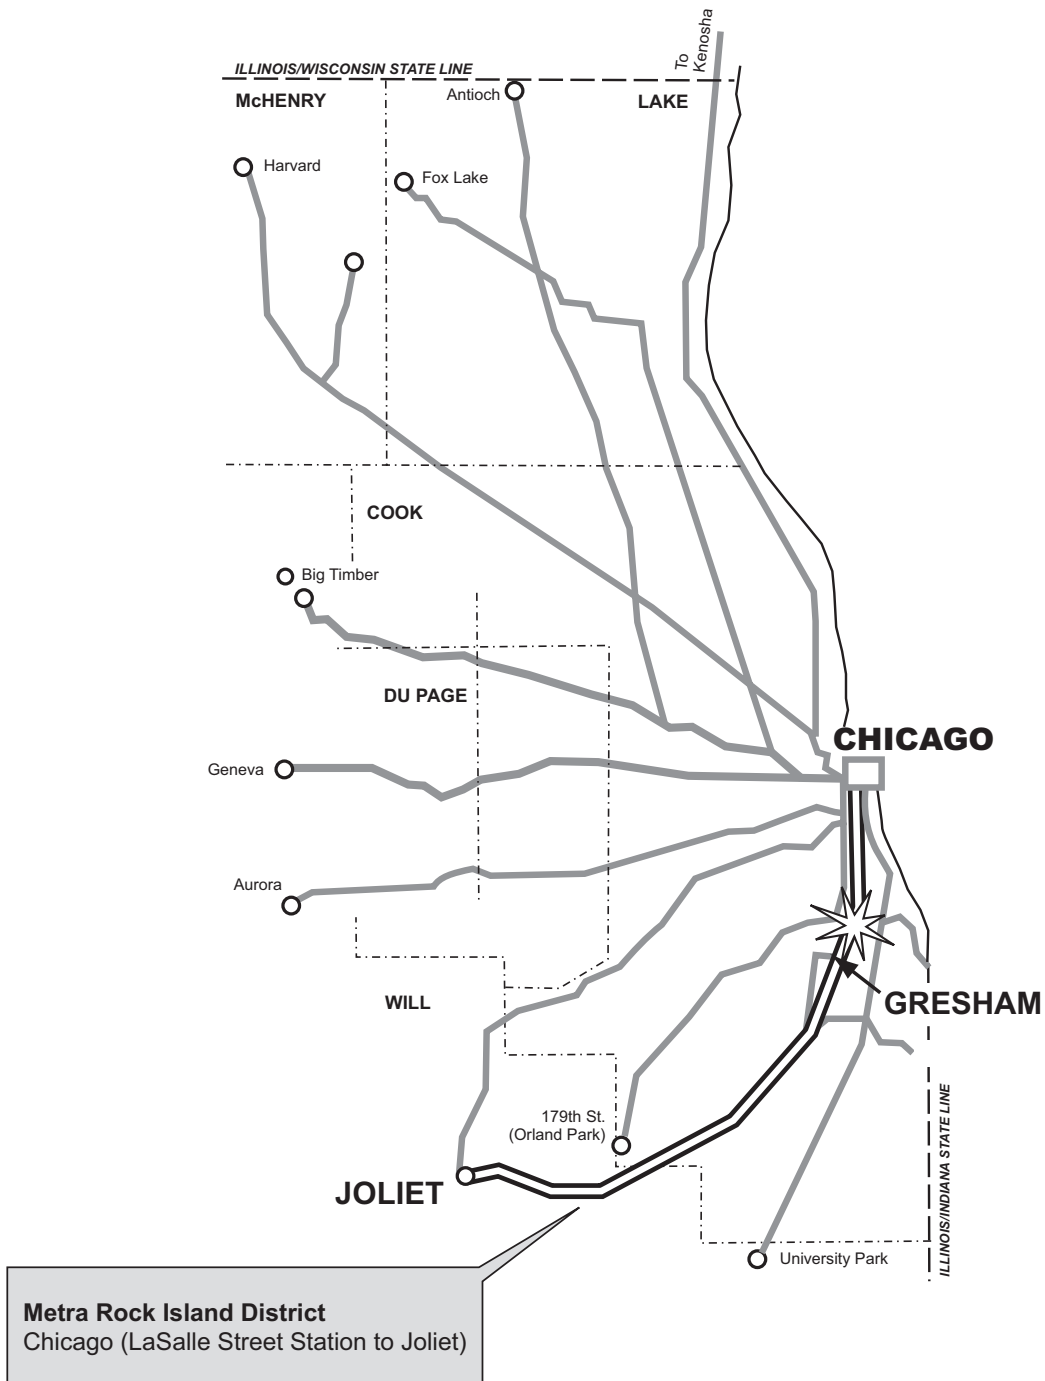 To
Kenosha
ILLINOIS/WISCONSIN STATE LINE
McHENRY
Antioch
LAKE
Harvard
Fox Lake
COOK
Big Timber
DU PAGE
CHICAGO
Geneva
Aurora
WILL
GRESHAM
179th St.
(Orland Park)
JOLIET
ILLINOIS/INDIANA STATE LINE
University Park
Metra Rock Island District
Chicago (LaSalle Street Station to Joliet)